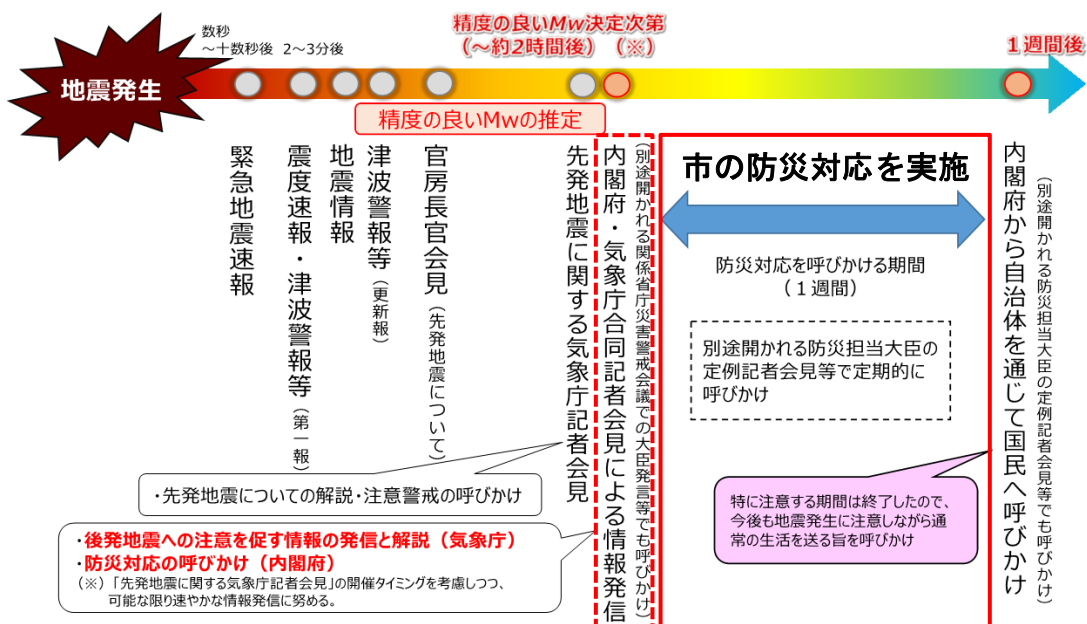 地震発生
数秒
～十数秒後 2～3分後
精度の良いMw決定次第
（～約2時間後）（※）
1週間後
精度の良いMwの推定
緊急地震速報
震度速報・津波警報等（第一報）
地震情報
津波警報等（更新報）
官房長官会見（先発地震について）
先発地震に関する気象庁記者会見
内閣府・気象庁合同記者会見による情報発信
（別途開かれる関係省庁災害警戒会議での大臣発言等でも呼びかけ）
市の防災対応を実施
防災対応を呼びかける期間
（１週間）
別途開かれる防災担当大臣の
定例記者会見等で定期的に
呼びかけ
内閣府から自治体を通じて国民へ呼びかけ
（別途開かれる防災担当大臣の定例記者会見等でも呼びかけ）
・先発地震についての解説・注意警戒の呼びかけ
・後発地震への注意を促す情報の発信と解説（気象庁）
・防災対応の呼びかけ（内閣府）
（※）「先発地震に関する気象庁記者会見」の開催タイミングを考慮しつつ、
可能な限り速やかな情報発信に努める。
特に注意する期間は終了したので、
今後も地震発生に注意しながら通
常の生活を送る旨を呼びかけ